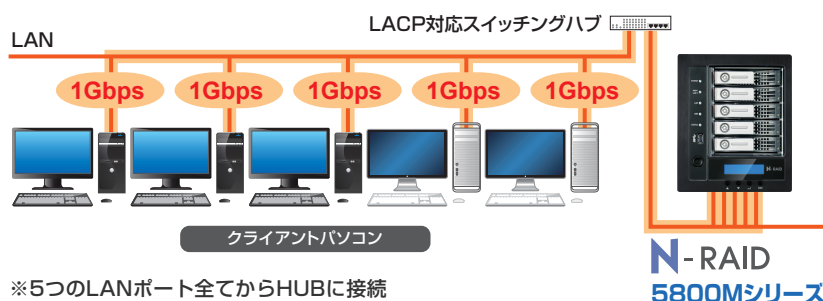 LACP対応スイッチングハブ
LAN
1Gbps 1Gbps 1Gbps 1Gbps 1Gbps
N RAID
クライアントパソコン
N-RAID
5800Mシリーズ
※5つのLANポート全てからHUBに接続